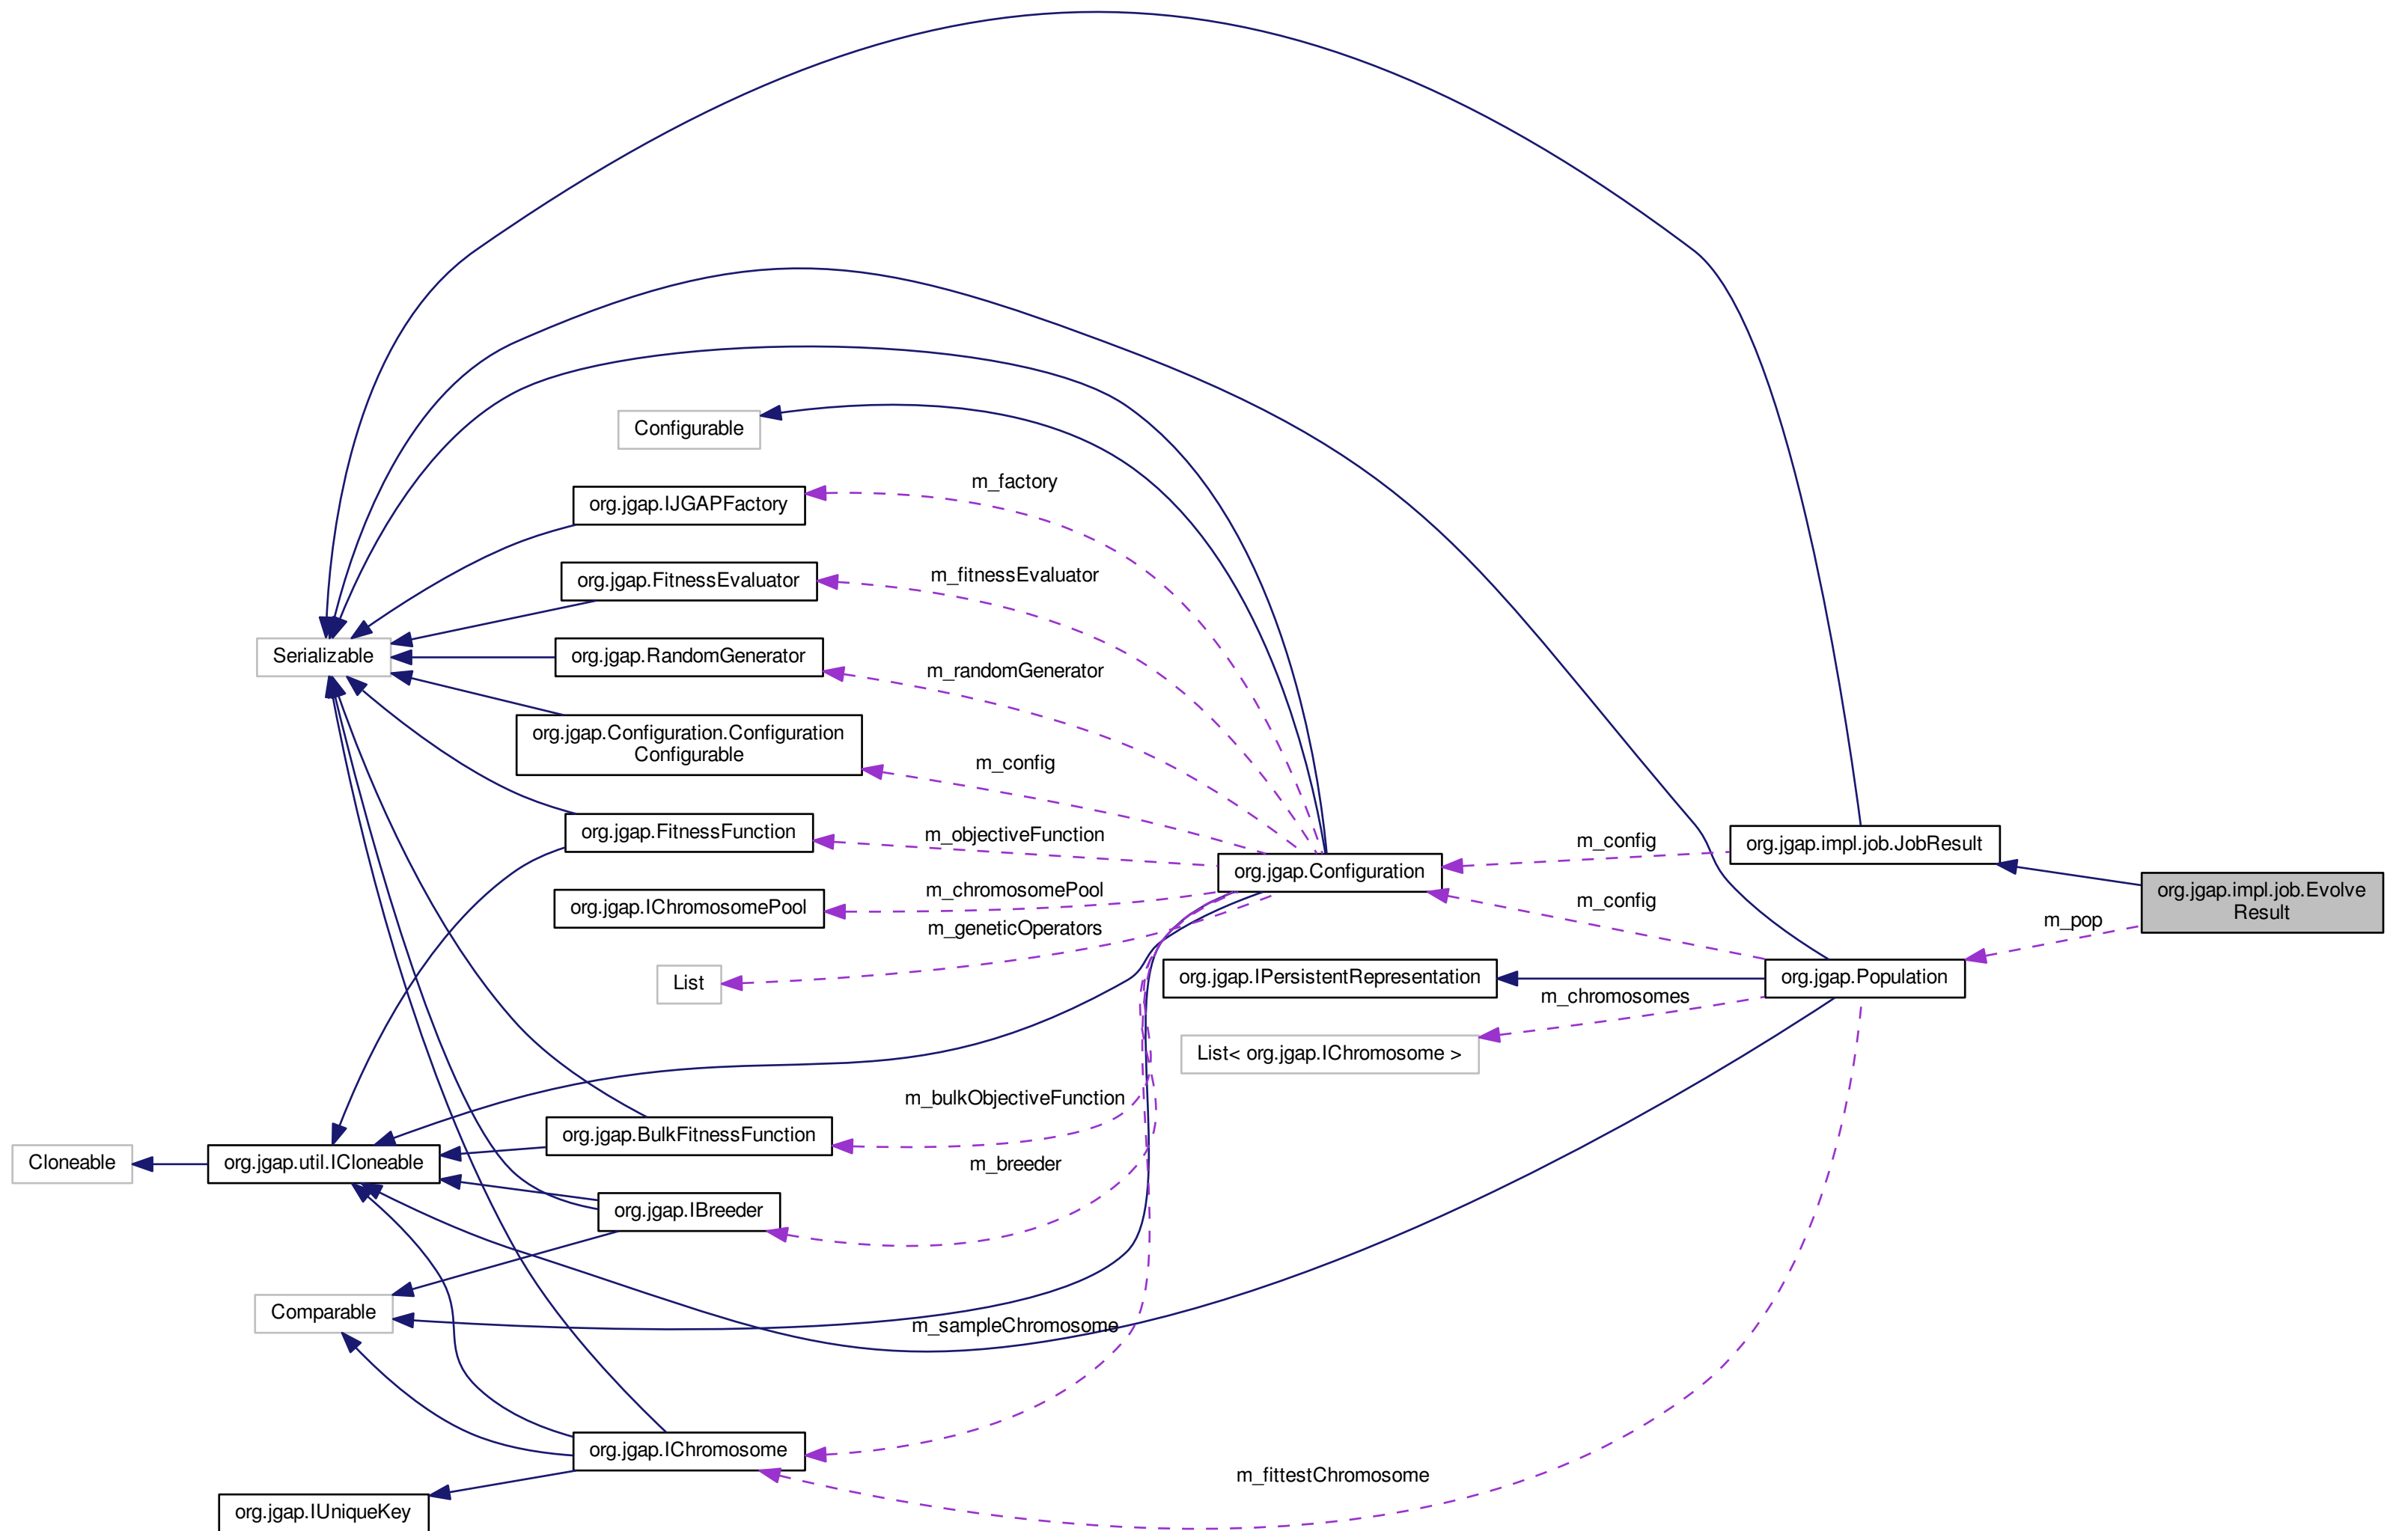 Configurable
m_factory
org.jgap.IJGAPFactory
m_fitnessEvaluator
org.jgap.FitnessEvaluator
Serializable
org.jgap.RandomGenerator
m_randomGenerator
org.jgap.Configuration.Configuration
Configurable
m_config
org.jgap.FitnessFunction
m_objectiveFunction
org.jgap.Configuration
m_config
org.jgap.impl.job.JobResult
org.jgap.impl.job.Evolve
Result
org.jgap.IChromosomePool
m_chromosomePool
m_config
m_pop
m_geneticOperators
List
org.jgap.IPersistentRepresentation
org.jgap.Population
m_chromosomes
List< org.jgap.IChromosome >
m_bulkObjectiveFunction
org.jgap.BulkFitnessFunction
Cloneable
org.jgap.util.ICloneable
m_breeder
org.jgap.IBreeder
Comparable
m_sampleChromosome
org.jgap.IChromosome
m_fittestChromosome
org.jgap.IUniqueKey